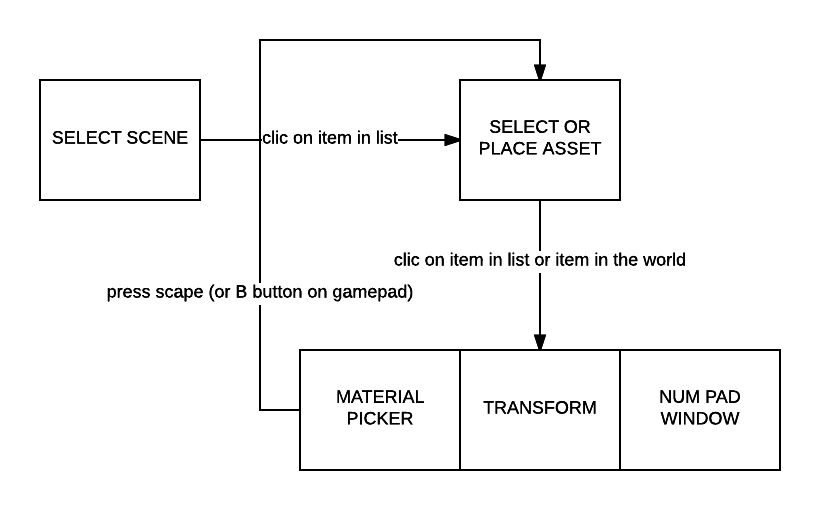 SELECT SCENE
clic on item in list
SELECT OR
PLACE ASSET
clic on item in list or item in the world
press scape (or B button on gamepad)
MATERIAL
PICKER
TRANSFORM
NUM PAD
WINDOW